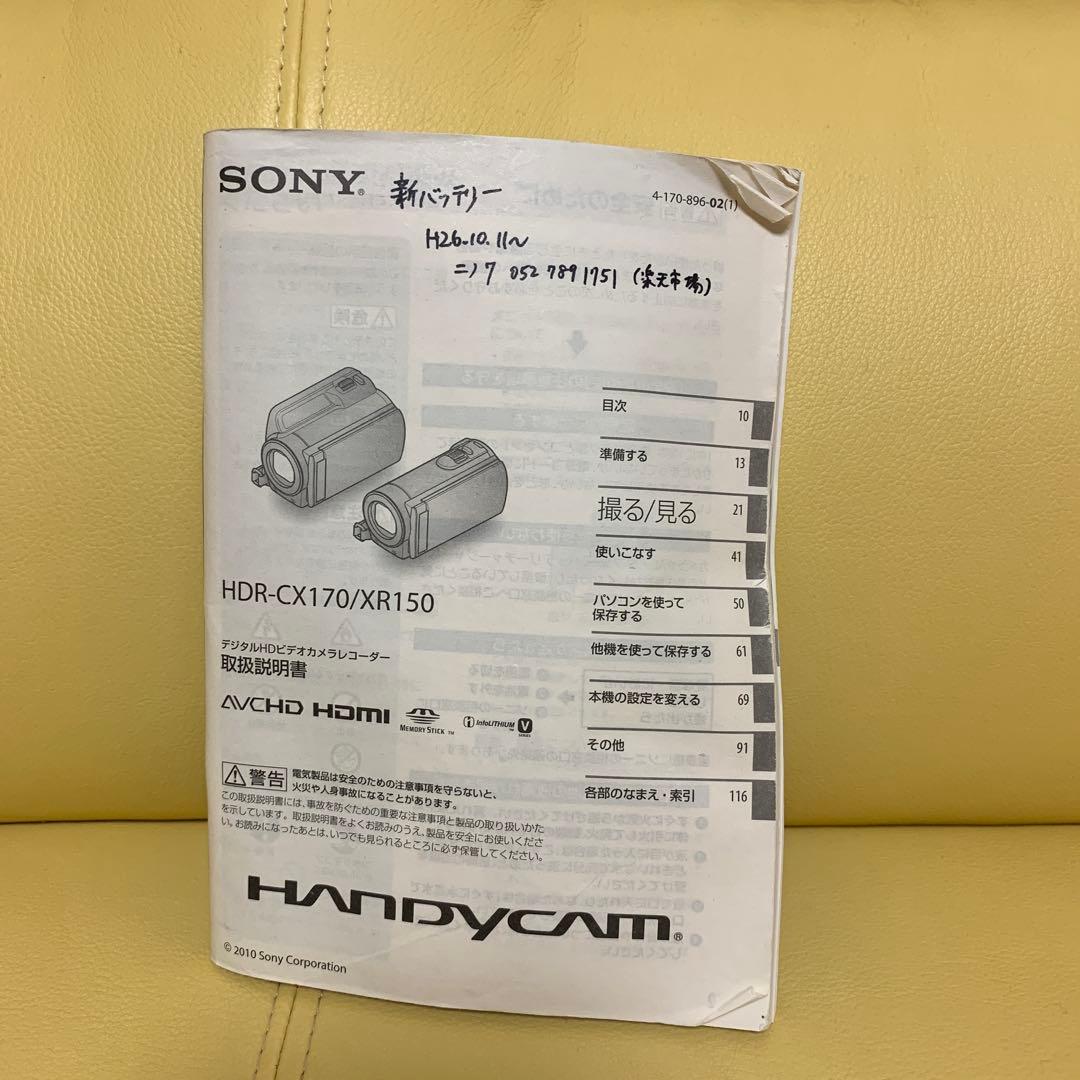 SONY®
新バッテリー
4-170-896-02(1)
H26.10.11〜
ニノ7 052 789 1751 (楽天市場)
目次 10
準備する 13
撮る/見る 21
使いこなす 41
パソコンを使って
保存する 50
他機を使って保存する 61
本機の設定を変える 69
その他 91
各部のなまえ・索引 116
HDR-CX170/XR150
デジタルHDビデオカメラレコーダー
取扱説明書
AVCHD HDMI MEMORY STICK TM InfoLITHIUM TM V SERIES
警告 電気製品は安全のための注意事項を守らないと、
火災や人身事故になることがあります。
この取扱説明書には、事故を防ぐための重要な注意事項と製品の取り扱いかた
を示しています。取扱説明書をよくお読みのうえ、製品を安全にお使いくださ
い。お読みになったあとは、いつでも見られるところに必ず保管してください。
HANDYCAM®
© 2010 Sony Corporation